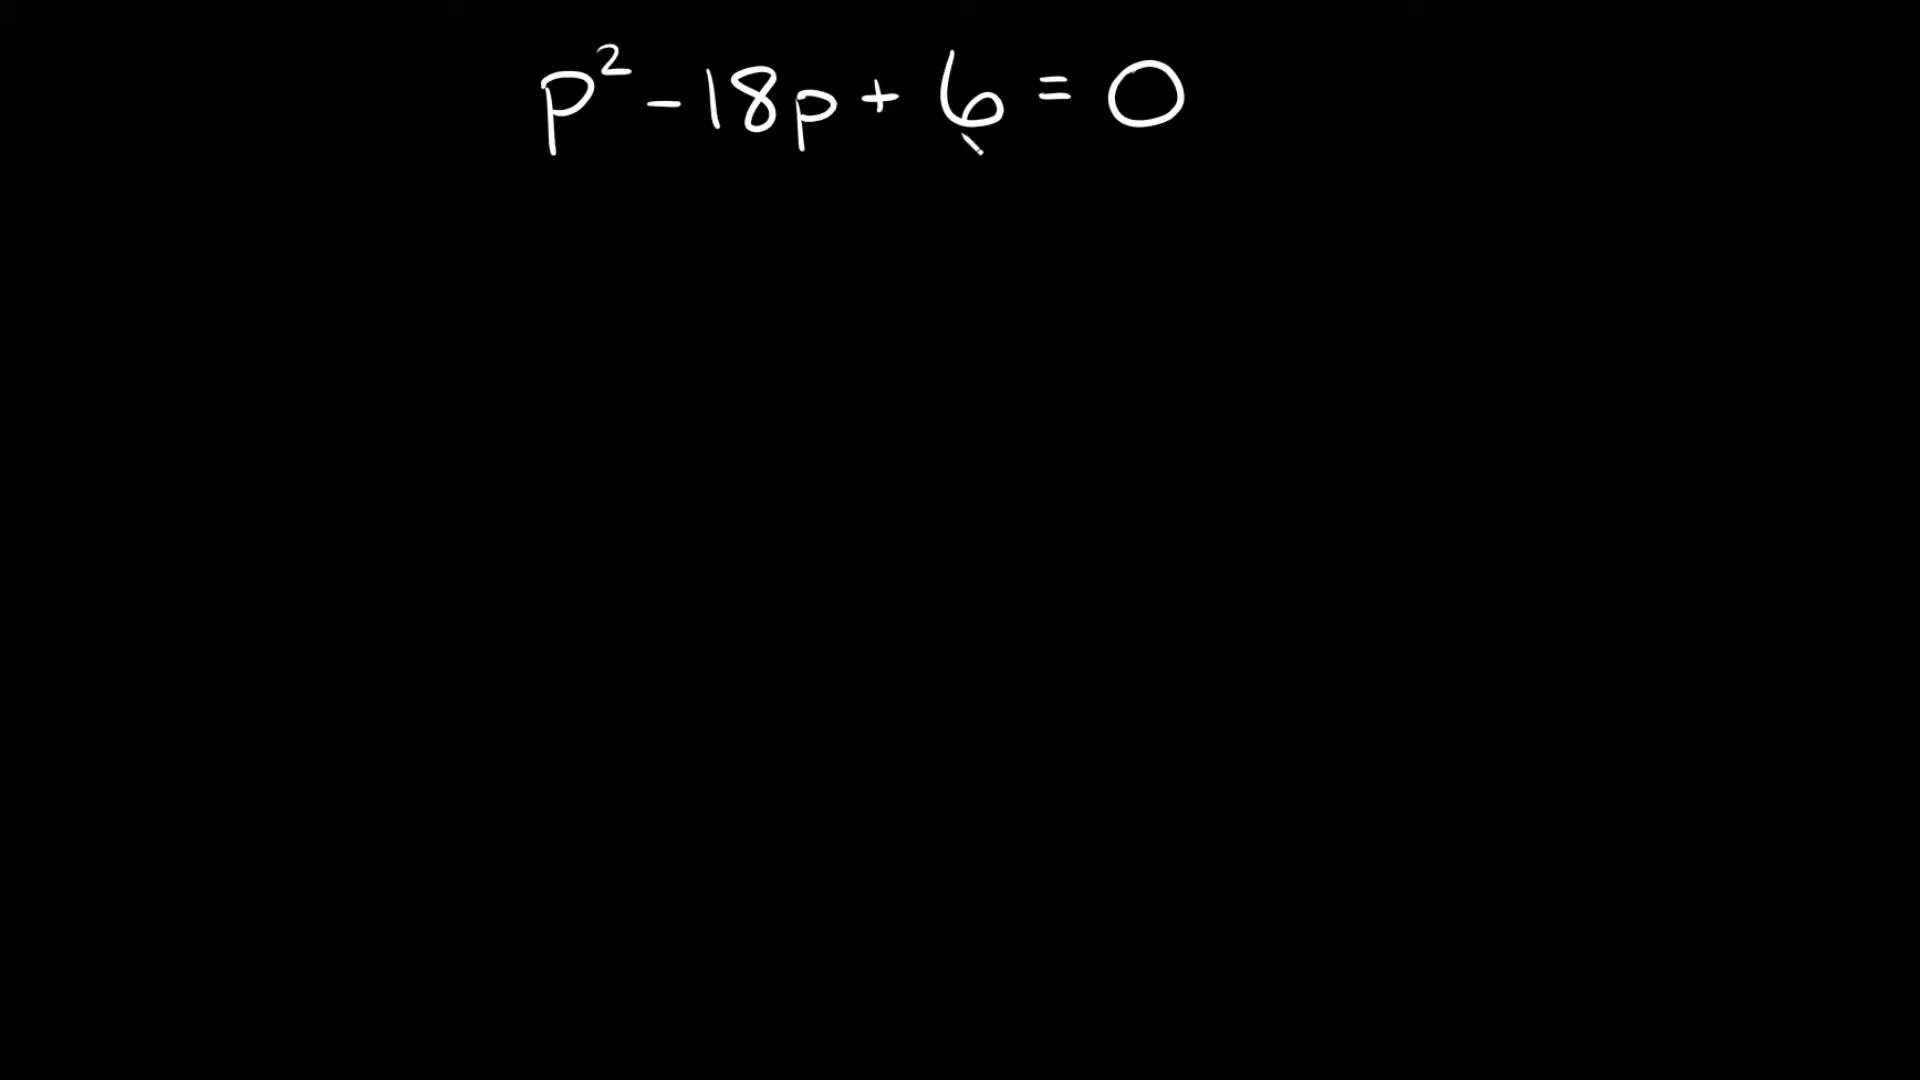 p² - 18p + 6 = 0